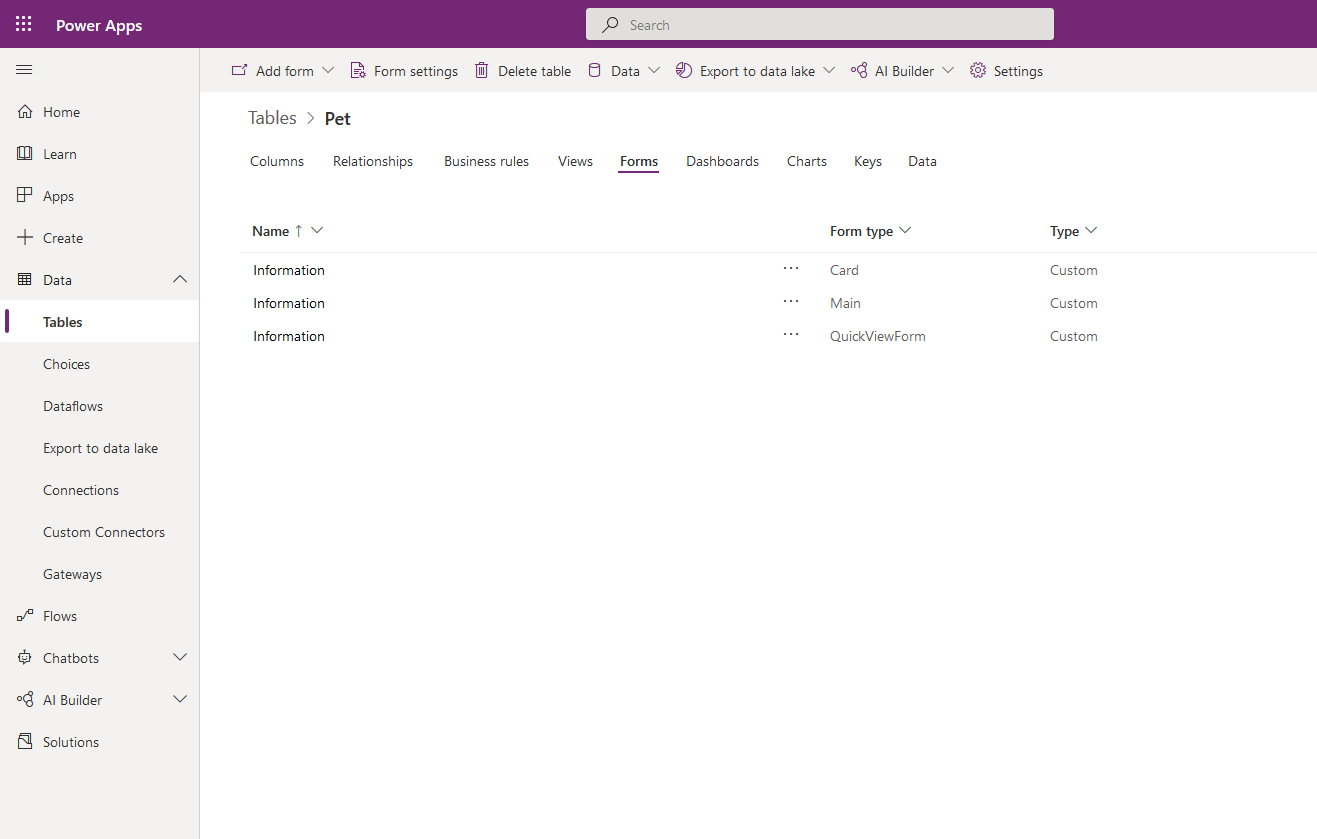 Power Apps
Search
Add form
Form settings
Delete table
Data
Export to data lake
AI Builder
Settings
Home
Learn
Apps
Create
Data
Tables
Choices
Dataflows
Export to data lake
Connections
Custom Connectors
Gateways
Flows
Chatbots
AI Builder
Solutions
Tables > Pet
Columns Relationships Business rules Views Forms Dashboards Charts Keys Data
Name ↑ Form type Type
Information ... Card Custom
Information ... Main Custom
Information ... QuickViewForm Custom